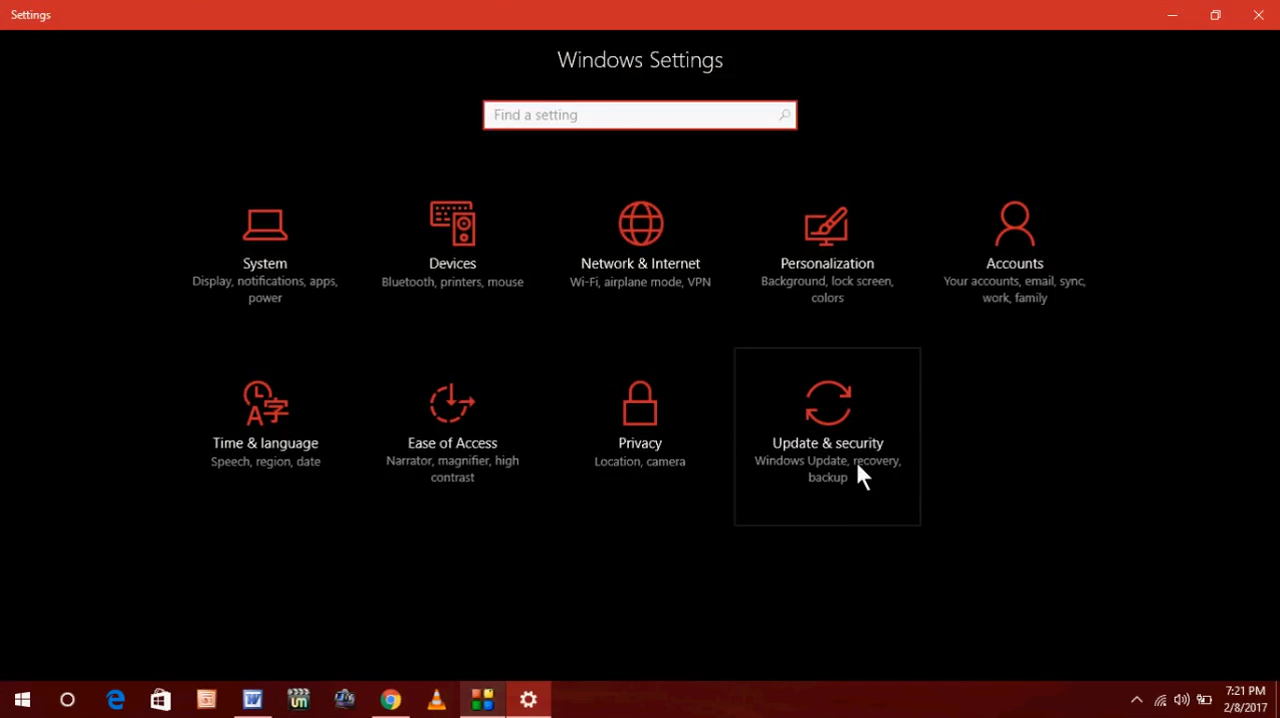 Settings
Windows Settings
Find a setting
System
Display, notifications, apps,
power
Devices
Bluetooth, printers, mouse
Network & Internet
Wi-Fi, airplane mode, VPN
Personalization
Background, lock screen,
colors
Accounts
Your accounts, email, sync,
work, family
Time & language
Speech, region, date
Ease of Access
Narrator, magnifier, high
contrast
Privacy
Location, camera
Update & security
Windows Update, recovery,
backup
7:21 PM
2/8/2017